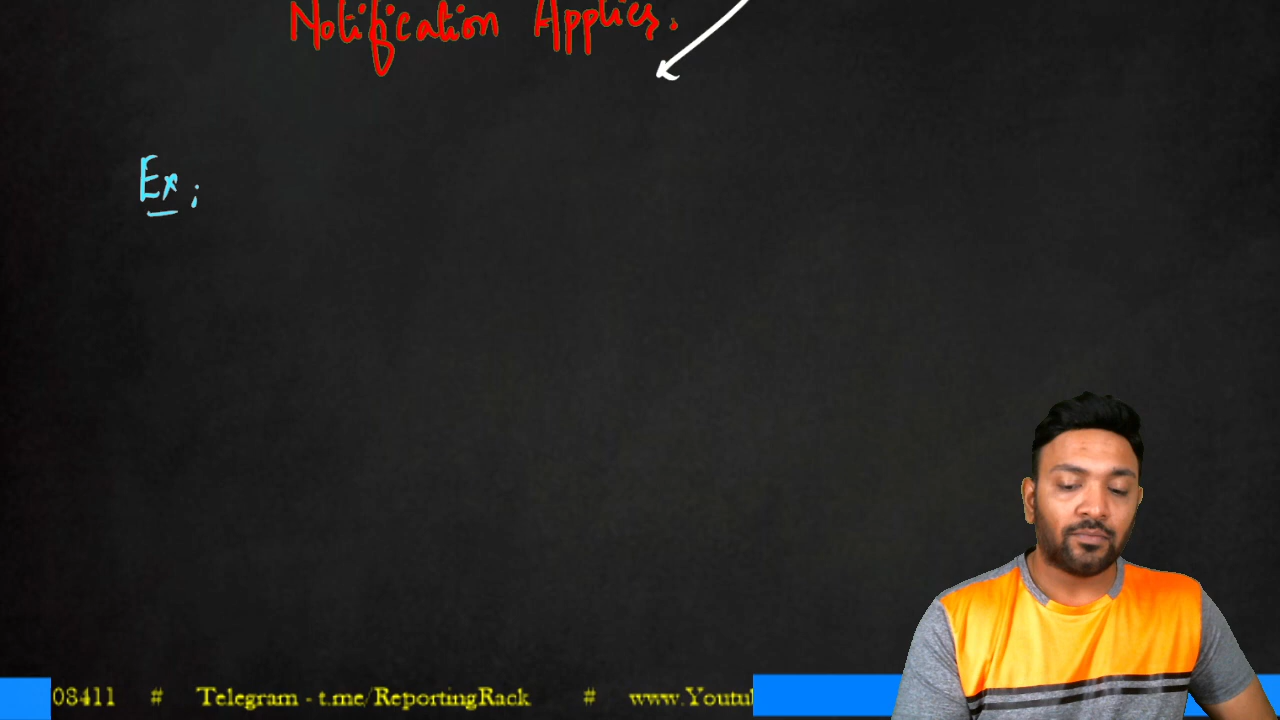 Notification Applies.
Ex;
08411 # Telegram - t.me/ReportingRack # www.Youtu